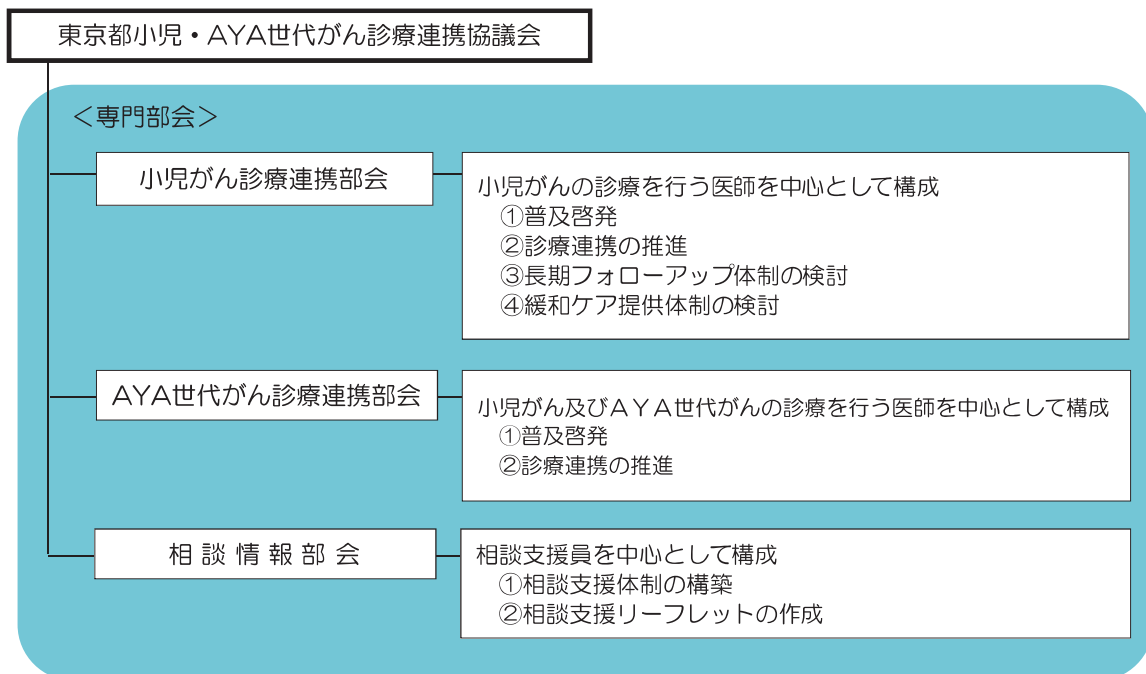 東京都小児・AYA世代がん診療連携協議会
＜専門部会＞
小児がん診療連携部会
小児がんの診療を行う医師を中心として構成
①普及啓発
②診療連携の推進
③長期フォローアップ体制の検討
④緩和ケア提供体制の検討
AYA世代がん診療連携部会
小児がん及びＡＹＡ世代がんの診療を行う医師を中心として構成
①普及啓発
②診療連携の推進
相談情報部会
相談支援員を中心として構成
①相談支援体制の構築
②相談支援リーフレットの作成